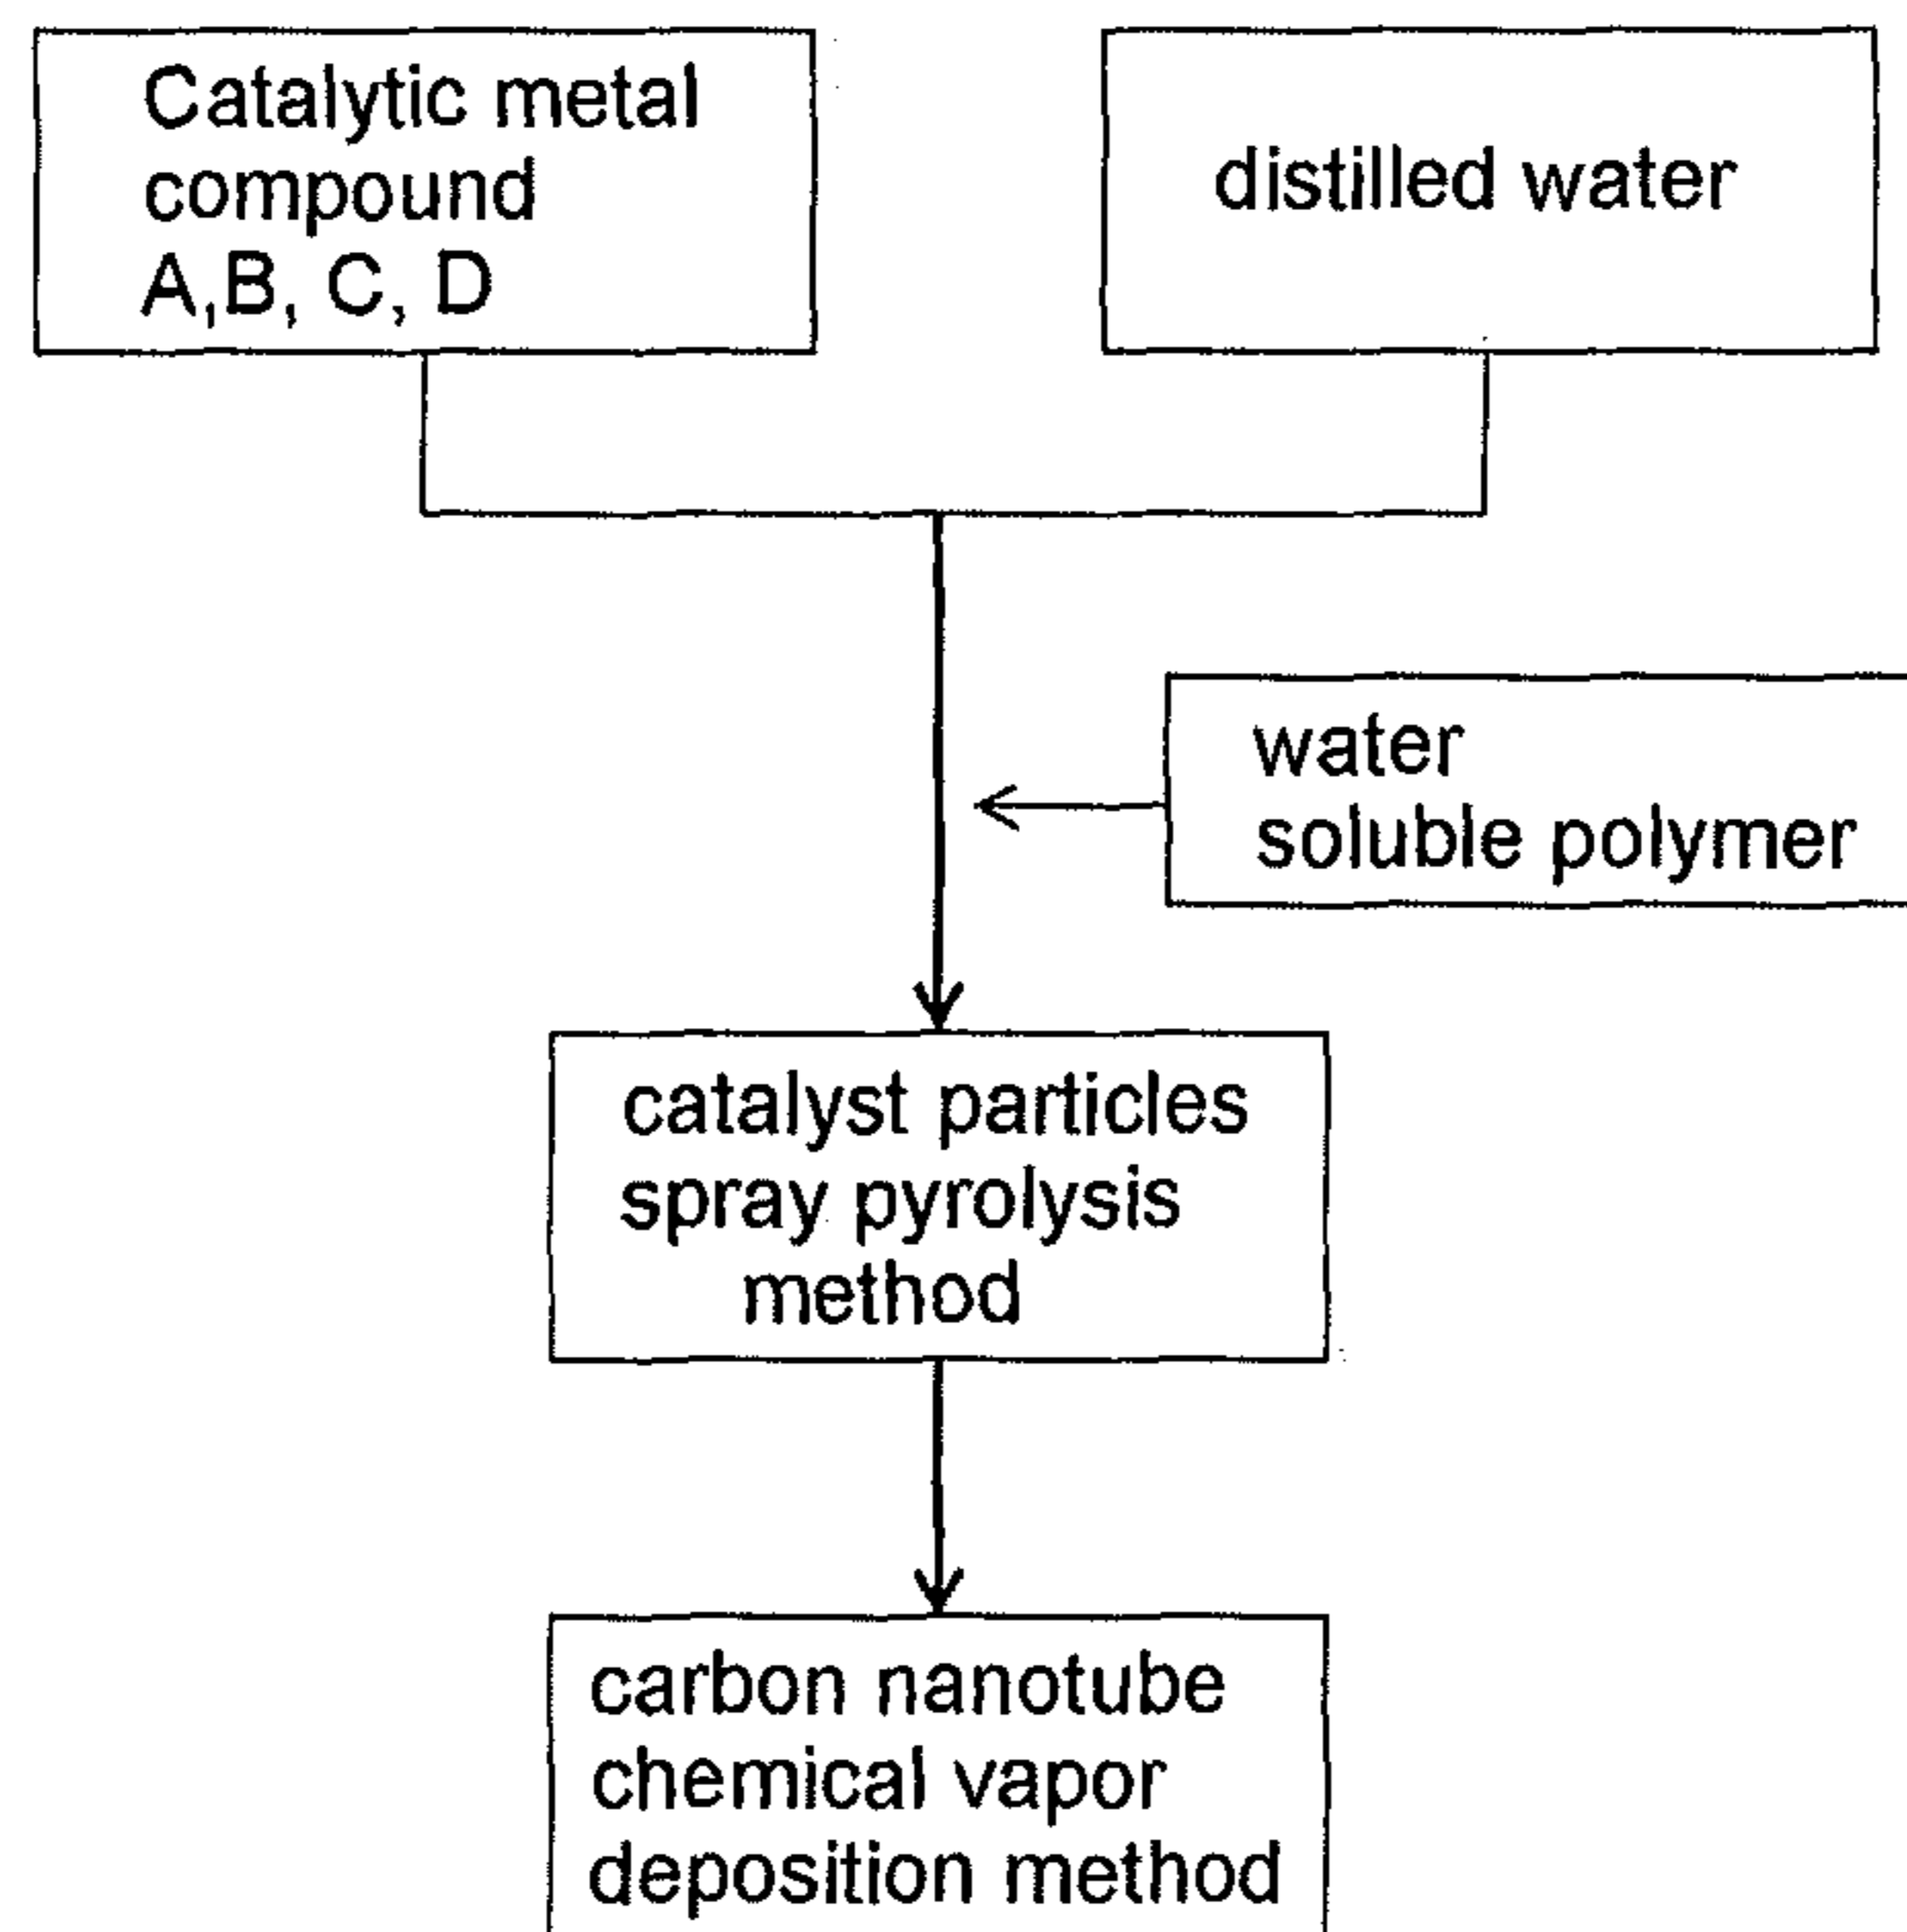 Catalytic metal
compound
A,B, C, D
distilled water
water
soluble polymer
catalyst particles
spray pyrolysis
method
carbon nanotube
chemical vapor
deposition method